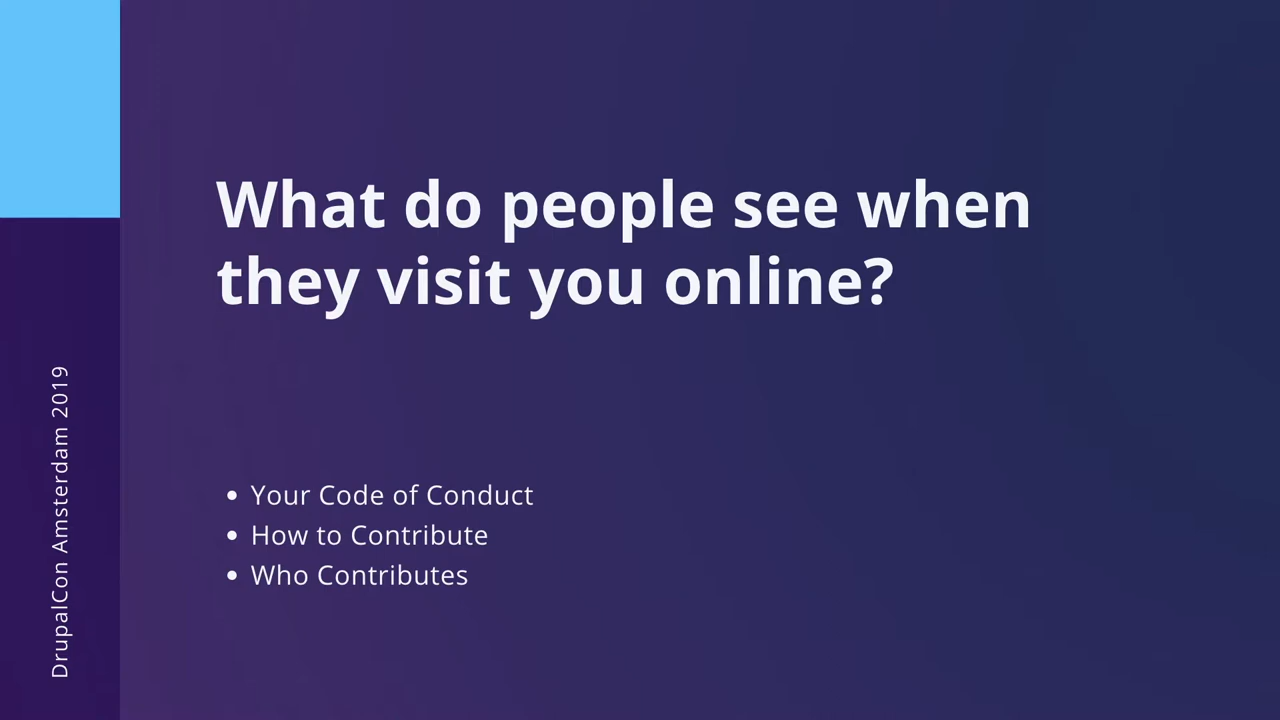 What do people see when
they visit you online?
• Your Code of Conduct
• How to Contribute
• Who Contributes
DrupalCon Amsterdam 2019